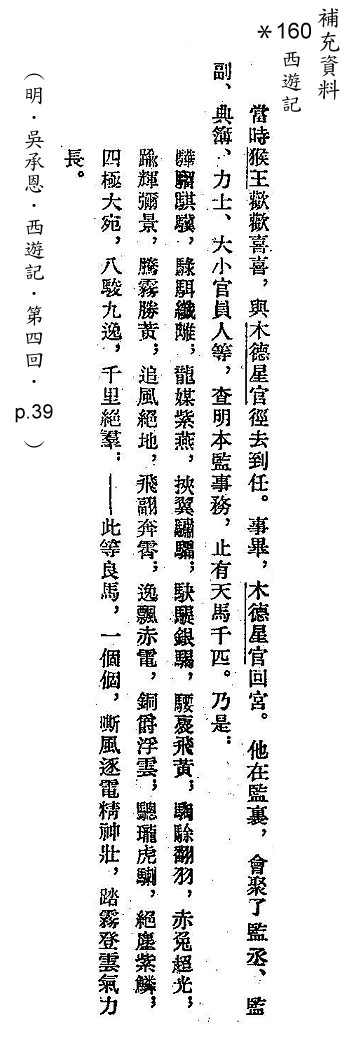 補充資料
＊160 西遊記
當時猴王歡歡喜喜，與木德星官徑去到任。事畢，木德星官回宮。他在監裏，會聚了監丞、監
副、典簿、力士、大小官員人等，查明本監事務，止有天馬千匹。乃是：
驊騮騏驥，騄駬纖離，龍媒紫燕，挾翼驌驦，駃騠銀騧，騕褭飛黃，騊駼翻羽，赤兔超光，
踰輝彌景，騰霧勝黃；追風絕地，飛翮奔霄，逸飄赤電，銅爵浮雲，驄瓏虎駬，絕塵紫鱗，
四極大宛，八駿九逸，千里絕羣：——此等良馬，一個個，嘶風逐電精神壯，踏霧登雲氣力
長。
（明．吳承恩．西遊記．第四回．p.39）